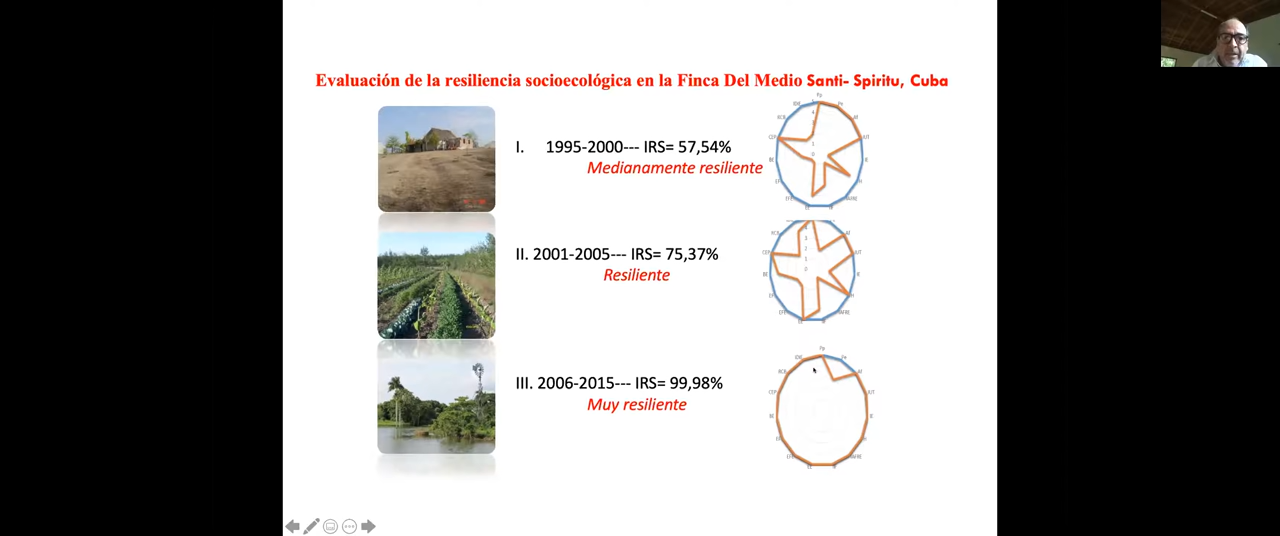 Evaluación de la resiliencia socioecológica en la Finca Del Medio Santi- Spiritu, Cuba
I. 1995-2000--- IRS= 57,54%
Medianamente resiliente
II. 2001-2005--- IRS= 75,37%
Resiliente
III. 2006-2015--- IRS= 99,98%
Muy resiliente